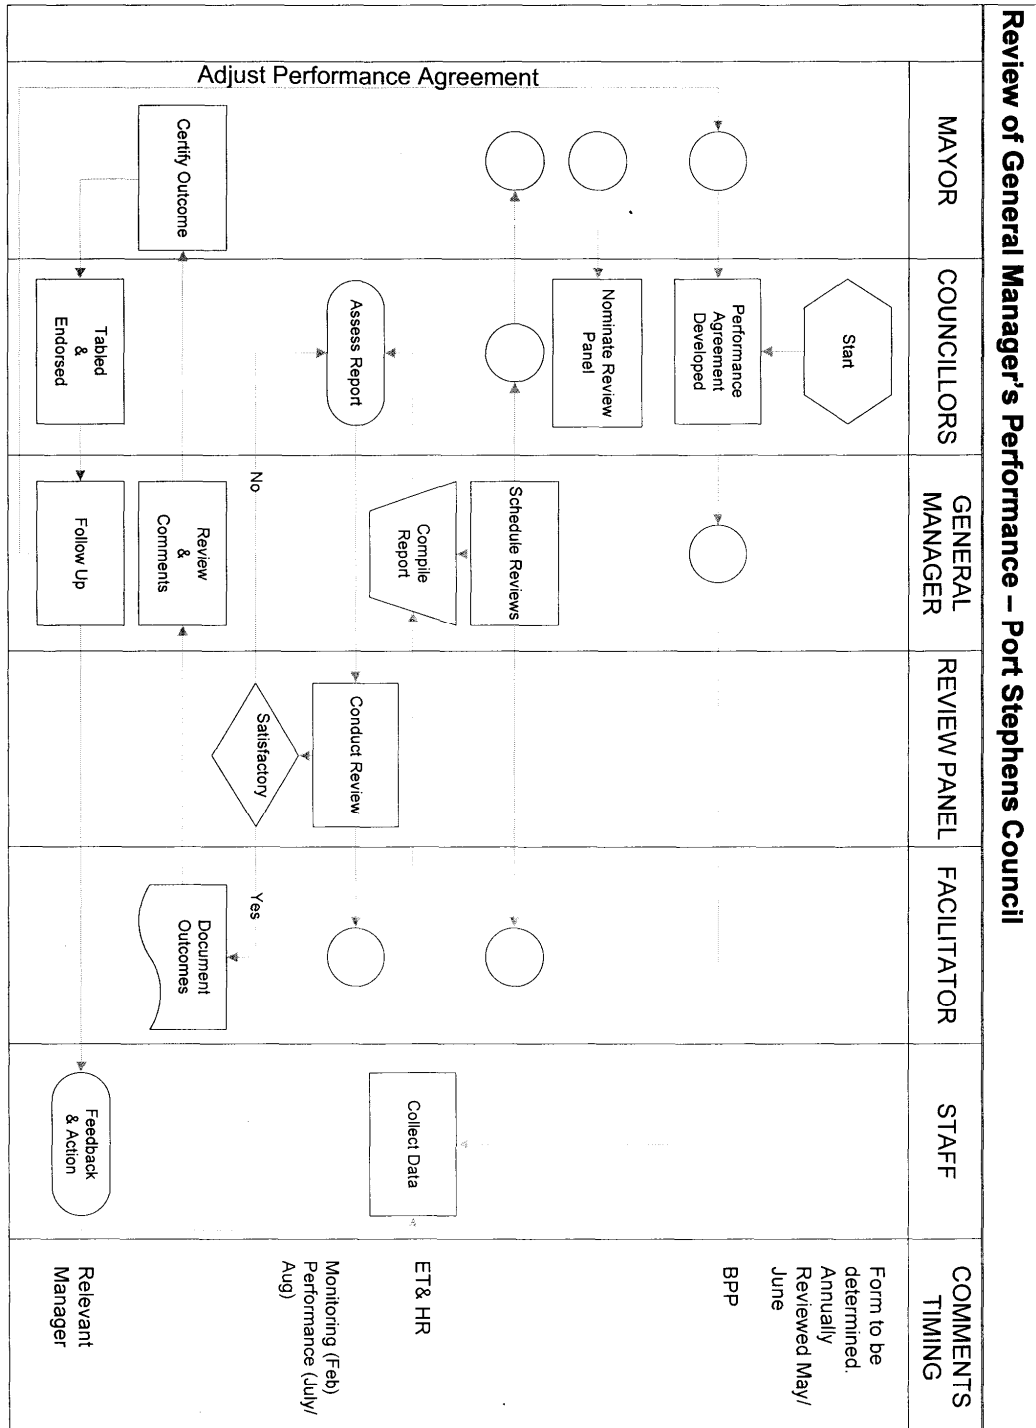 Review of General Manager's Performance – Port Stephens Council
MAYOR
COUNCILLORS
GENERAL
MANAGER
REVIEW PANEL
FACILITATOR
STAFF
COMMENTS
TIMING
Start
Form to be
determined.
Annually
Reviewed May/
June
Performance
Agreement
Developed
BPP
Nominate Review
Panel
Schedule Reviews
Compile
Report
Collect Data
ET& HR
Assess Report
Conduct Review
Monitoring (Feb)
Performance (July/
Aug)
No
Satisfactory
Yes
Certify Outcome
Review
&
Comments
Document
Outcomes
Tabled
&
Endorsed
Follow Up
Feedback
& Action
Relevant
Manager
Adjust Performance Agreement